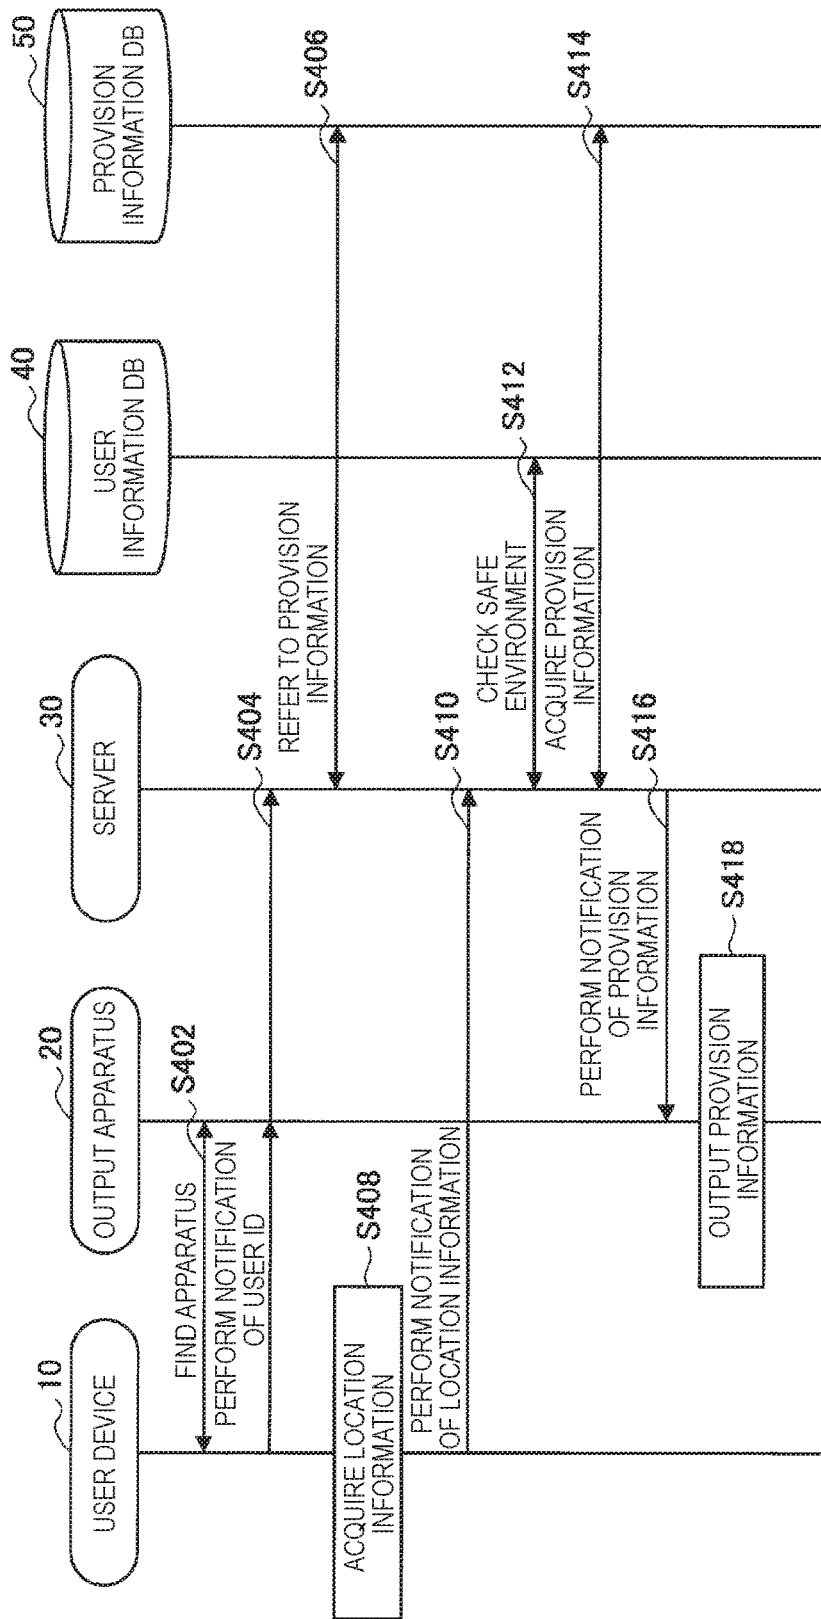 10
USER DEVICE
20
OUTPUT APPARATUS
30
SERVER
40
USER
INFORMATION DB
50
PROVISION
INFORMATION DB
FIND APPARATUS
S402
PERFORM NOTIFICATION
OF USER ID
S404
REFER TO PROVISION
INFORMATION
S406
ACQUIRE LOCATION
INFORMATION
S408
PERFORM NOTIFICATION
OF LOCATION INFORMATION
S410
CHECK SAFE
ENVIRONMENT
S412
ACQUIRE PROVISION
INFORMATION
S414
PERFORM NOTIFICATION
OF PROVISION
INFORMATION
S416
OUTPUT PROVISION
INFORMATION
S418